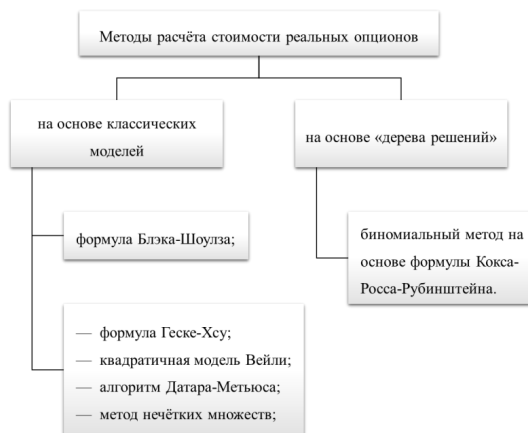 Методы расчёта стоимости реальных опционов
на основе классических
моделей
на основе «дерева решений»
формула Блэка-Шоулза;
биномиальный метод на
основе формулы Кокса-
Росса-Рубинштейна.
— формула Геске-Хсу;
— квадратичная модель Вейли;
— алгоритм Датара-Метьюса;
— метод нечётких множеств;